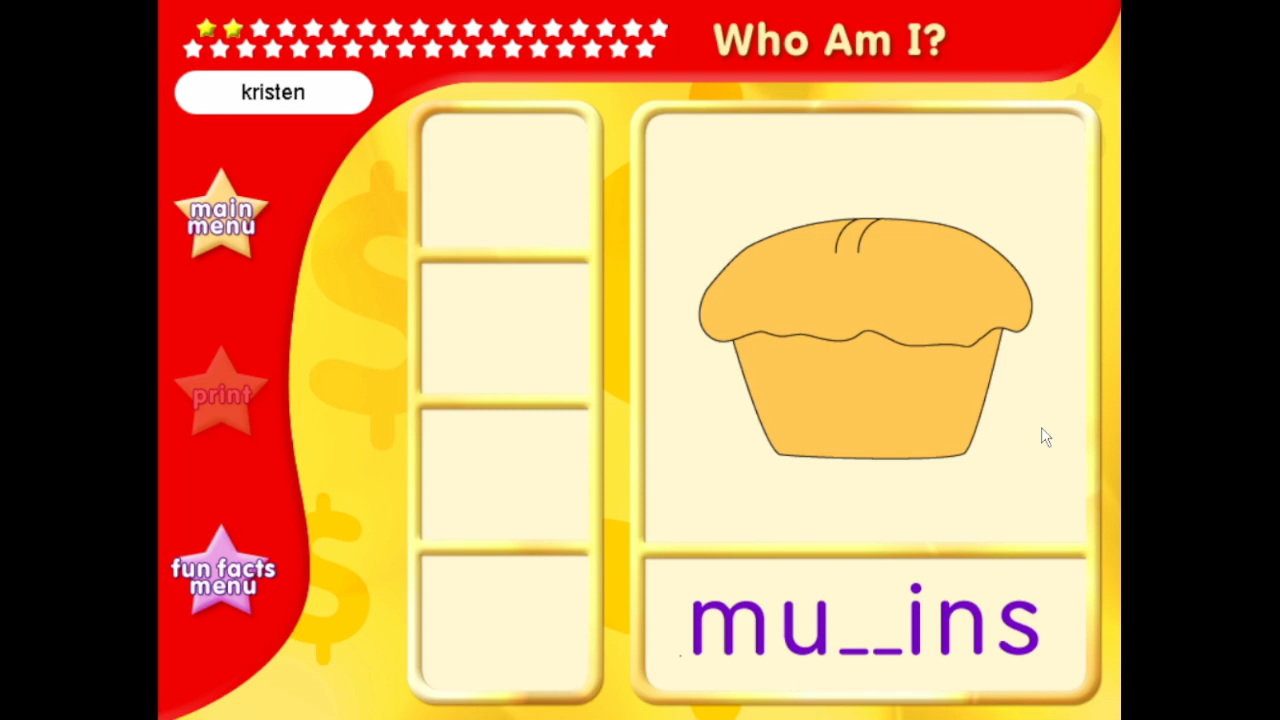 Who Am I?
kristen
main
menu
print
fun facts
menu
mu__ins